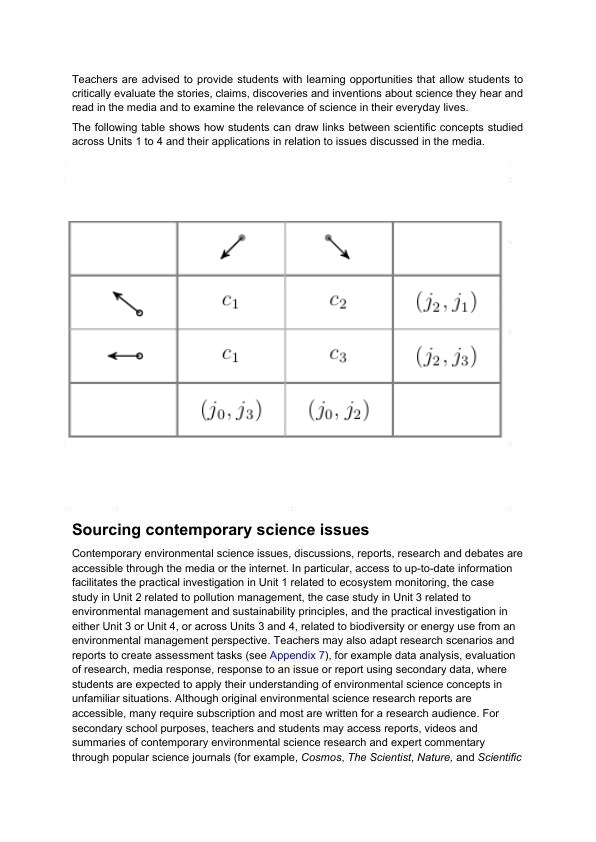 Teachers are advised to provide students with learning opportunities that allow students to
critically evaluate the stories, claims, discoveries and inventions about science they hear and
read in the media and to examine the relevance of science in their everyday lives.
The following table shows how students can draw links between scientific concepts studied
across Units 1 to 4 and their applications in relation to issues discussed in the media.
c₁ c₂ (j₂, j₁)
c₁ c₃ (j₂, j₃)
(j₀, j₃) (j₀, j₂)
Sourcing contemporary science issues
Contemporary environmental science issues, discussions, reports, research and debates are
accessible through the media or the internet. In particular, access to up-to-date information
facilitates the practical investigation in Unit 1 related to ecosystem monitoring, the case
study in Unit 2 related to pollution management, the case study in Unit 3 related to
environmental management and sustainability principles, and the practical investigation in
either Unit 3 or Unit 4, or across Units 3 and 4, related to biodiversity or energy use from an
environmental management perspective. Teachers may also adapt research scenarios and
reports to create assessment tasks (see Appendix 7), for example data analysis, evaluation
of research, media response, response to an issue or report using secondary data, where
students are expected to apply their understanding of environmental science concepts in
unfamiliar situations. Although original environmental science research reports are
accessible, many require subscription and most are written for a research audience. For
secondary school purposes, teachers and students may access reports, videos and
summaries of contemporary environmental science research and expert commentary
through popular science journals (for example, Cosmos, The Scientist, Nature, and Scientific